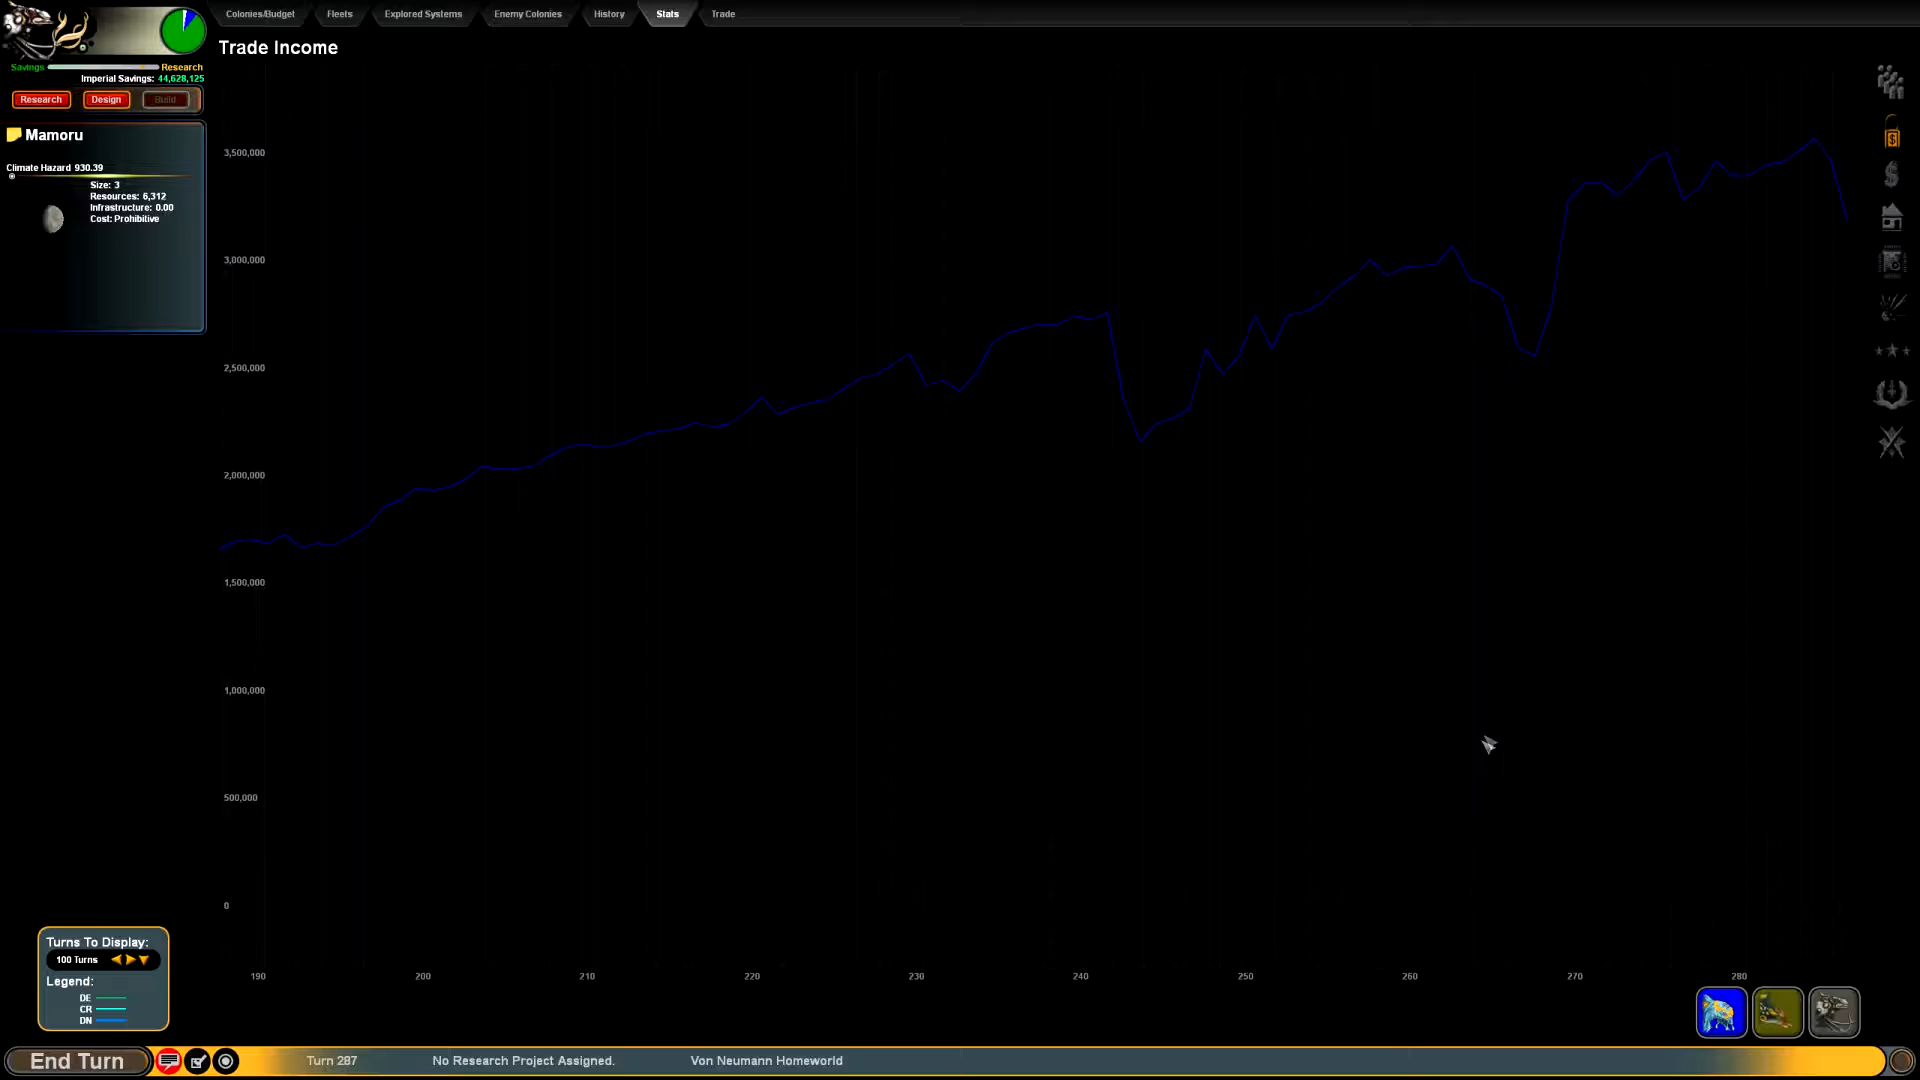 Colonies/Budget
Fleets
Explored Systems
Enemy Colonies
History
Stats
Trade
Trade Income
Savings
Research
Imperial Savings: 44,628,125
Research
Design
Build
Mamoru
Climate Hazard 930.39
Size: 3
Resources: 6,312
Infrastructure: 0.00
Cost: Prohibitive
3,500,000
3,000,000
2,500,000
2,000,000
1,500,000
1,000,000
500,000
0
190
200
210
220
230
240
250
260
270
280
Turns To Display:
100 Turns
Legend:
DE
CR
DN
End Turn
Turn 287
No Research Project Assigned.
Von Neumann Homeworld